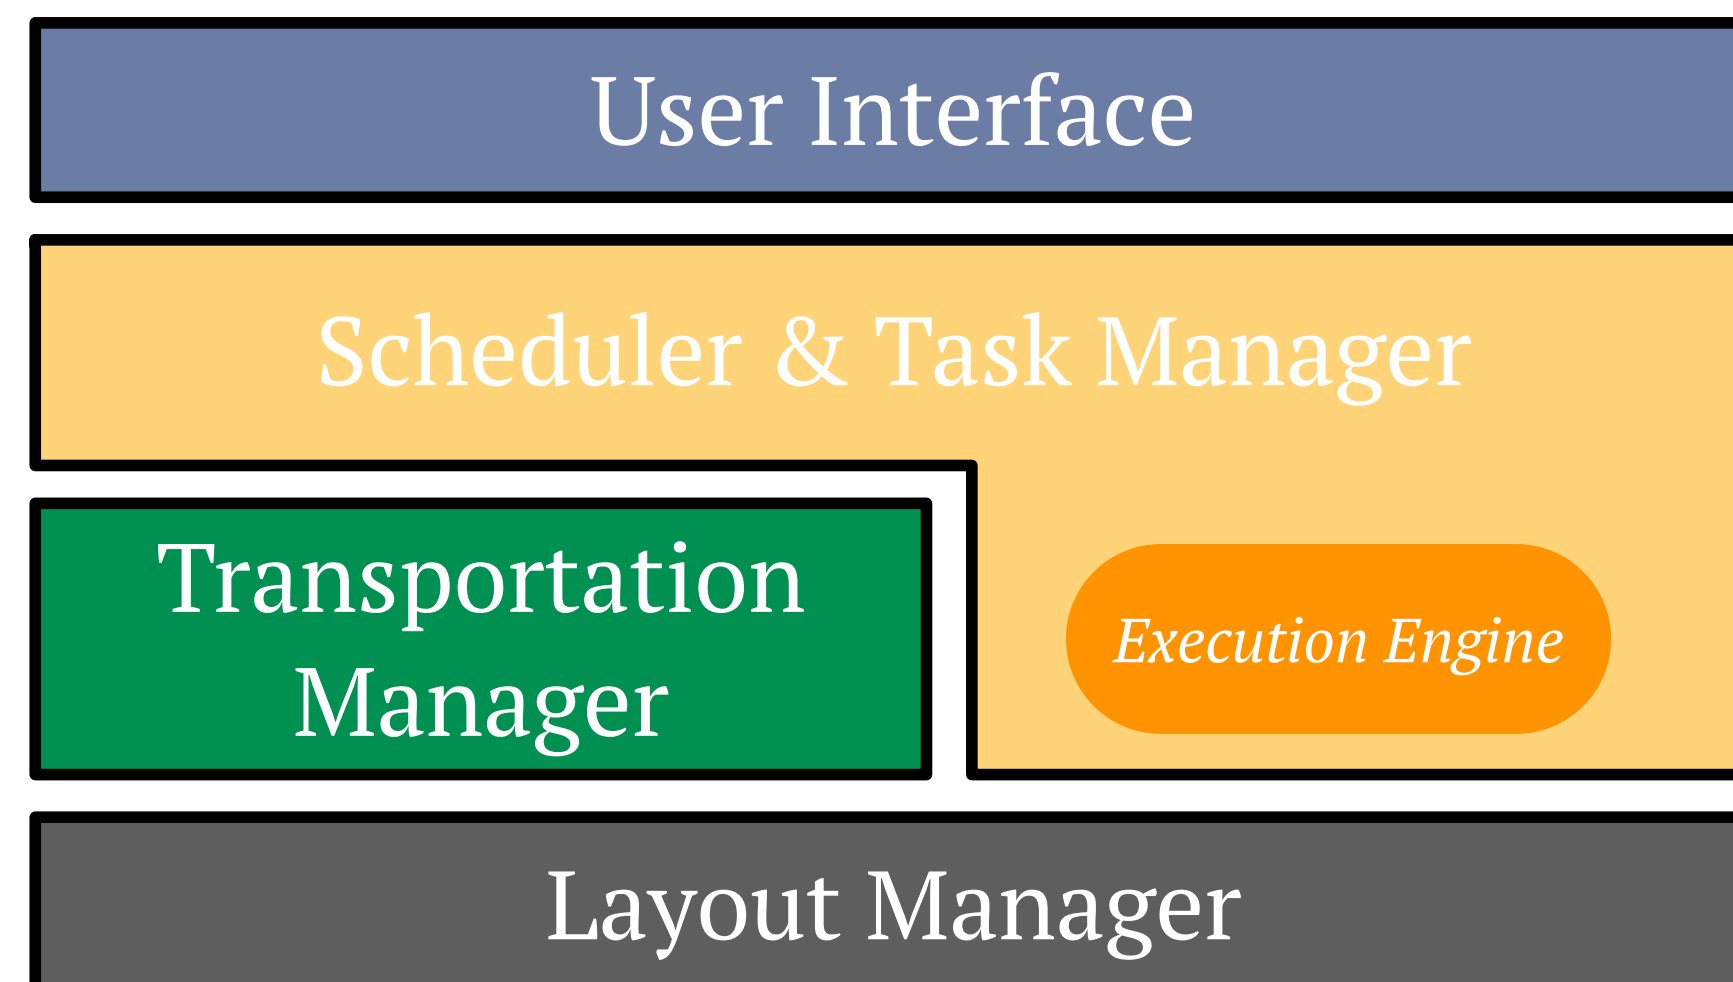 User Interface
Scheduler & Task Manager
Transportation
Manager
Execution Engine
Layout Manager